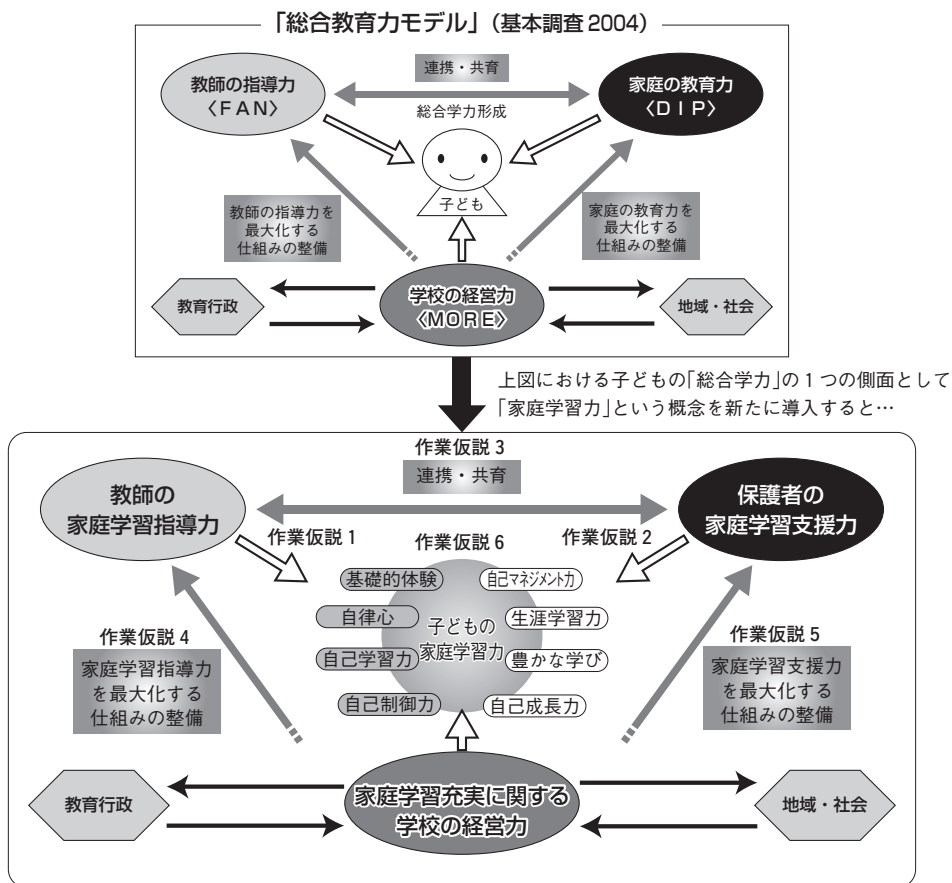 「総合教育力モデル」（基本調査2004）
連携・共育
教師の指導力
〈FAN〉
家庭の教育力
〈DIP〉
総合学力形成
子ども
教師の指導力を
最大化する
仕組みの整備
家庭の教育力を
最大化する
仕組みの整備
教育行政
学校の経営力
〈MORE〉
地域・社会
上図における子どもの「総合学力」の1つの側面として
「家庭学習力」という概念を新たに導入すると…
作業仮説3
連携・共育
教師の
家庭学習指導力
保護者の
家庭学習支援力
作業仮説1
作業仮説6
作業仮説2
基礎的体験
自己マネジメント力
自律心
生涯学習力
子どもの
家庭学習力
自己学習力
豊かな学び
自己制御力
自己成長力
作業仮説4
家庭学習指導力
を最大化する
仕組みの整備
作業仮説5
家庭学習支援力
を最大化する
仕組みの整備
教育行政
家庭学習充実に関する
学校の経営力
地域・社会